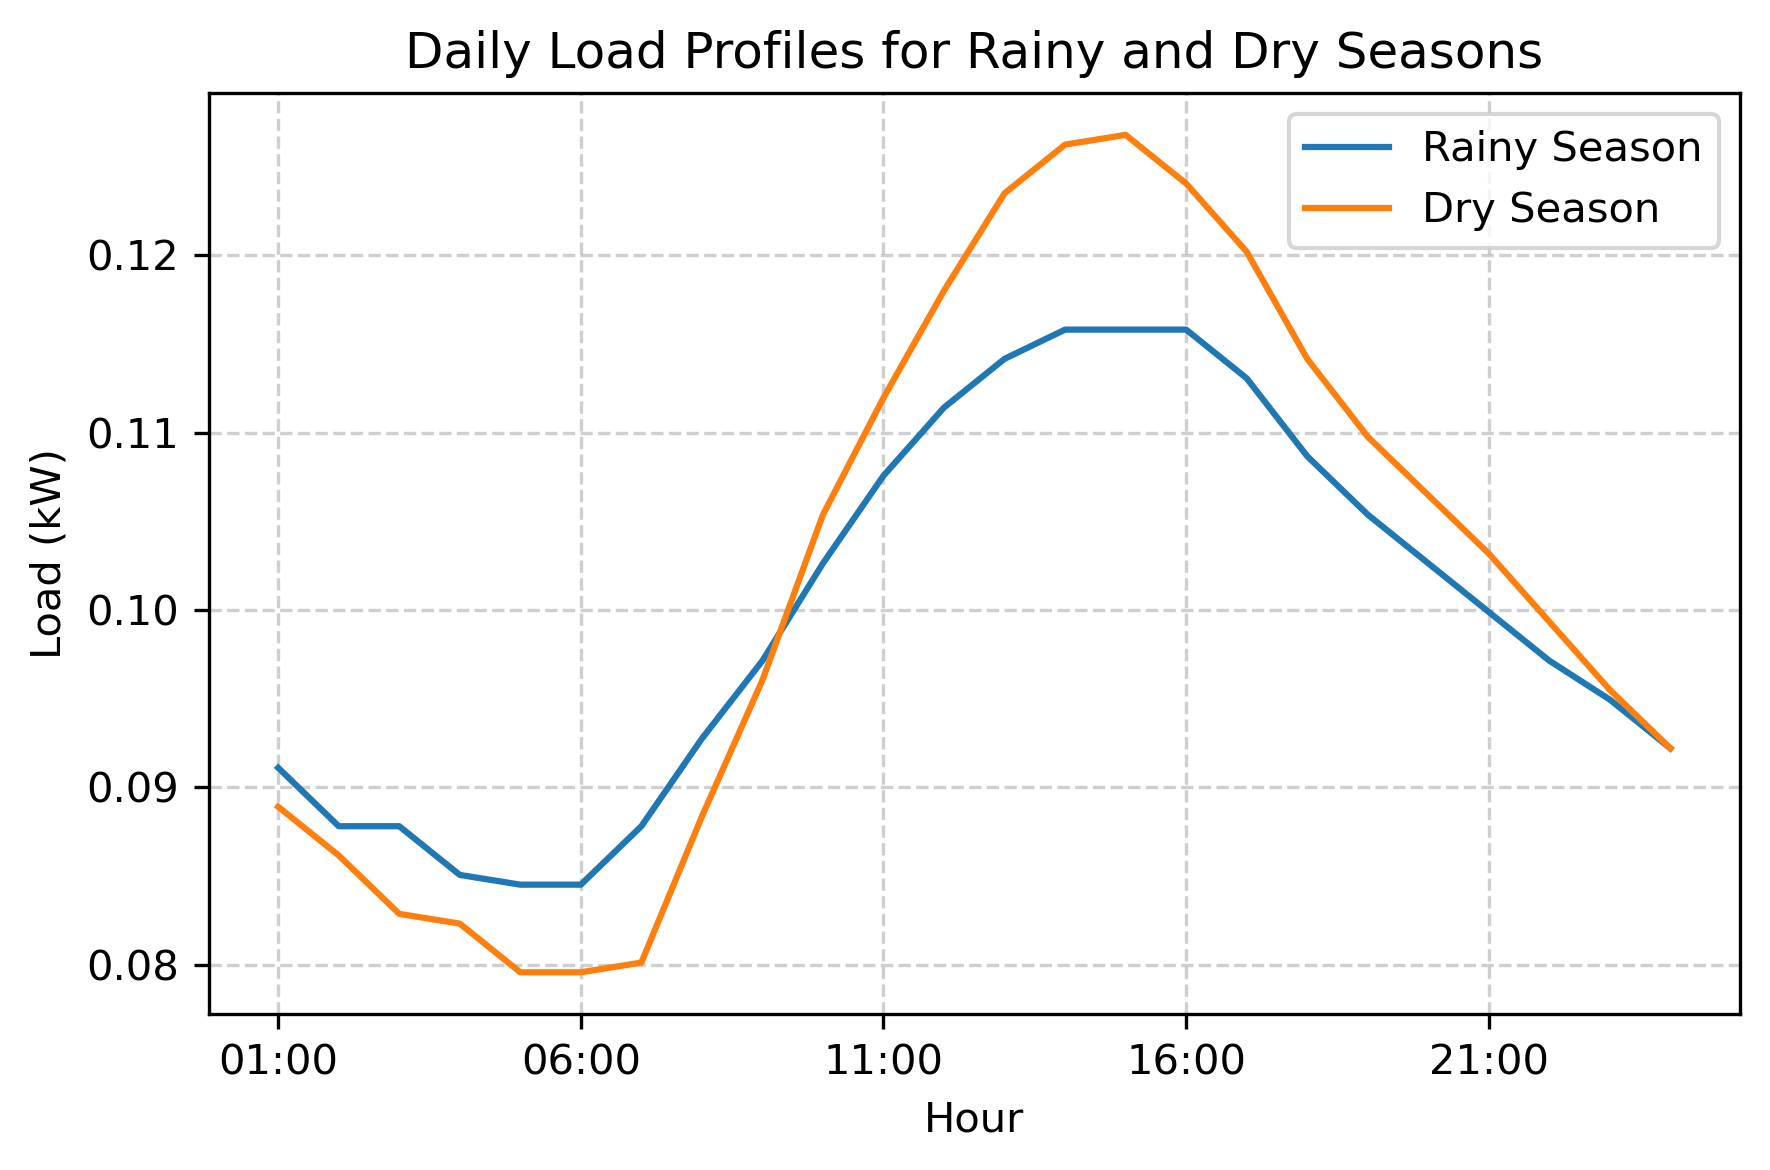 Daily Load Profiles for Rainy and Dry Seasons
Rainy Season
Dry Season
0.12
0.11
0.10
0.09
0.08
Load (kW)
01:00 06:00 11:00 16:00 21:00
Hour